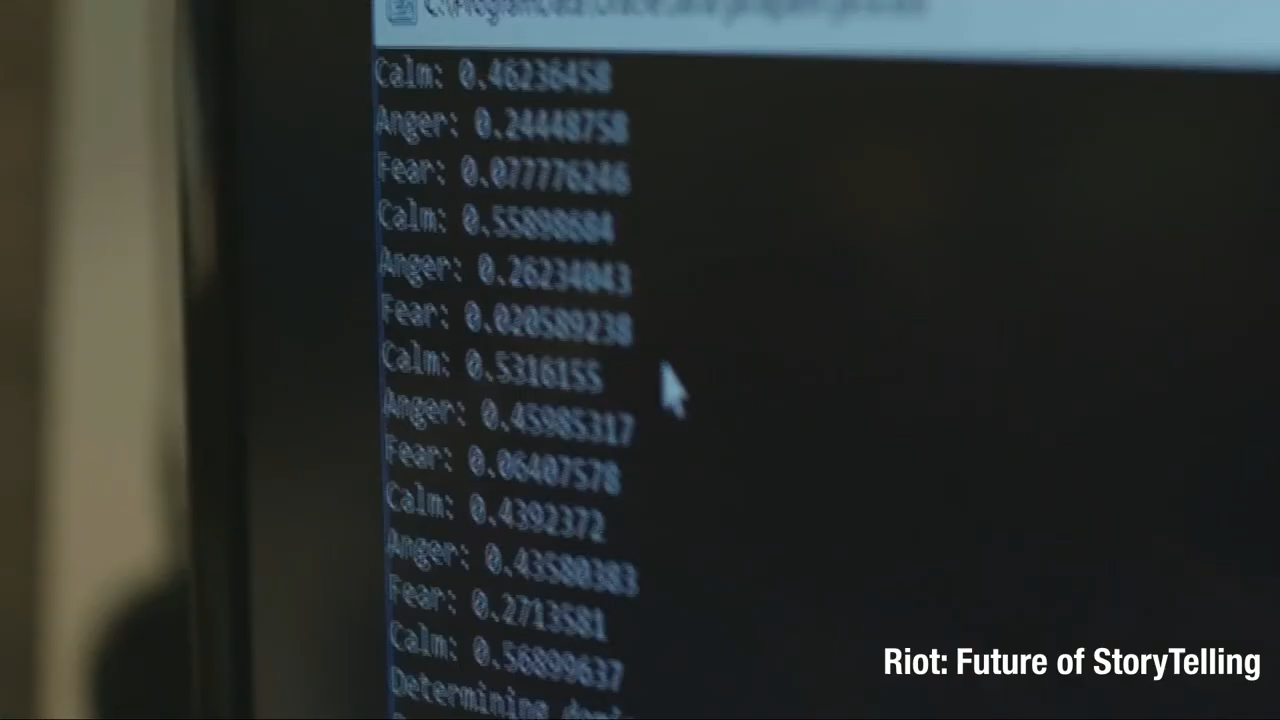 Calm: 0.46236458
Anger: 0.24448758
Fear: 0.077776246
Calm: 0.55898684
Anger: 0.26234043
Fear: 0.020589238
Calm: 0.5316155
Anger: 0.45985317
Fear: 0.06407578
Calm: 0.4392372
Anger: 0.43580383
Fear: 0.2713581
Calm: 0.56899637
Determining
Riot: Future of StoryTelling